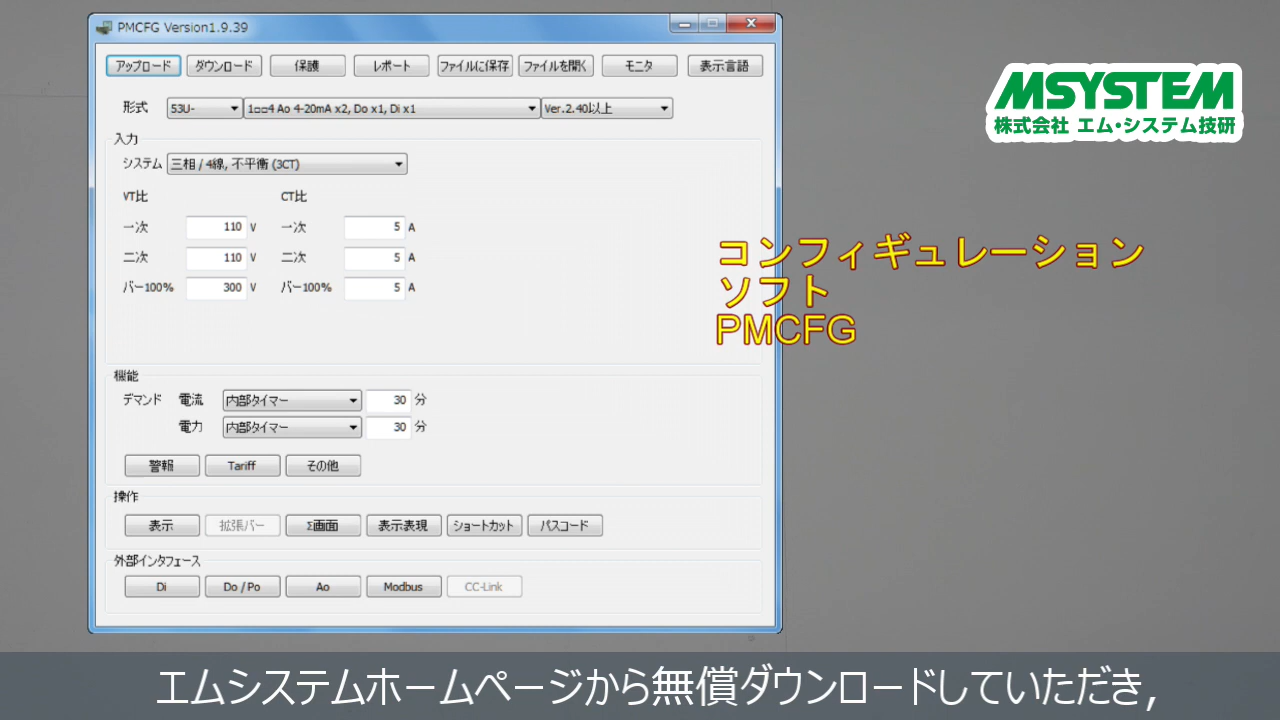 PMCFG Version1.9.39
アップロード ダウンロード 保護 レポート ファイルに保存 ファイルを開く モニタ 表示言語
形式 53U- 1□□4 Ao 4-20mA x2, Do x1, Di x1 Ver.2.40以上
入力
システム 三相 / 4線, 不平衡 (3CT)
VT比 CT比
一次 110 V 一次 5 A
二次 110 V 二次 5 A
バー100% 300 V バー100% 5 A
機能
デマンド 電流 内部タイマー 30 分
電力 内部タイマー 30 分
警報 Tariff その他
操作
表示 拡張バー Σ画面 表示表現 ショートカット パスコード
外部インタフェース
Di Do / Po Ao Modbus CC-Link
MSYSTEM
株式会社 エム・システム技研
コンフィギュレーション
ソフト
PMCFG
エムシステムホームページから無償ダウンロードしていただき,